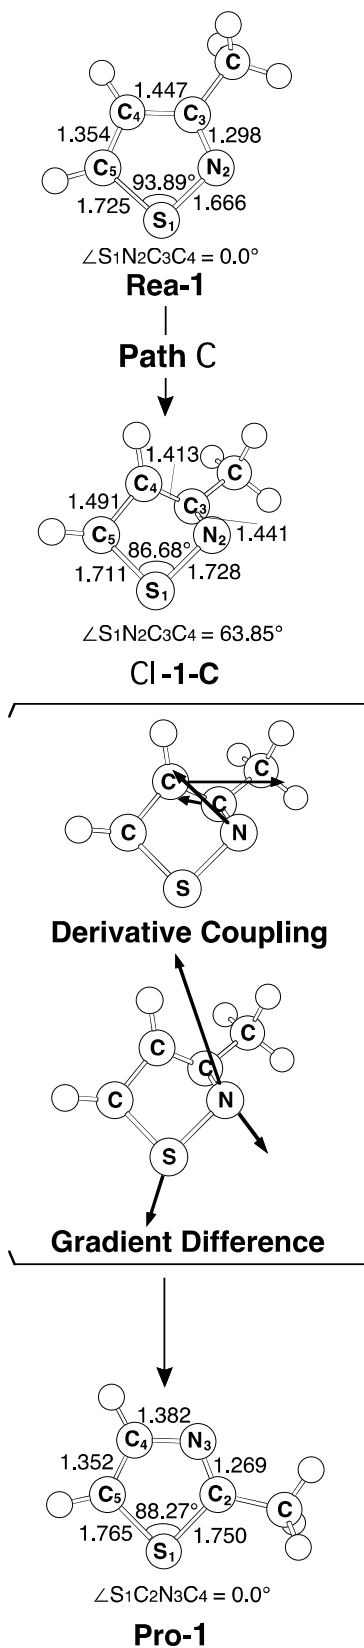 C
1.447
C4 C3
1.354 1.298
C5 93.89° N2
1.725 1.666
S1
∠S1N2C3C4 = 0.0°
Rea-1
Path C
1.413 C
C4
1.491 C3
C5 86.68° N2 1.441
1.711 1.728
S1
∠S1N2C3C4 = 63.85°
CI-1-C
C C
C
C N
S
Derivative Coupling
C C
C
C N
S
Gradient Difference
1.382
C4 N3
1.352 1.269
C5 88.27° C2 C
1.765 1.750
S1
∠S1C2N3C4 = 0.0°
Pro-1